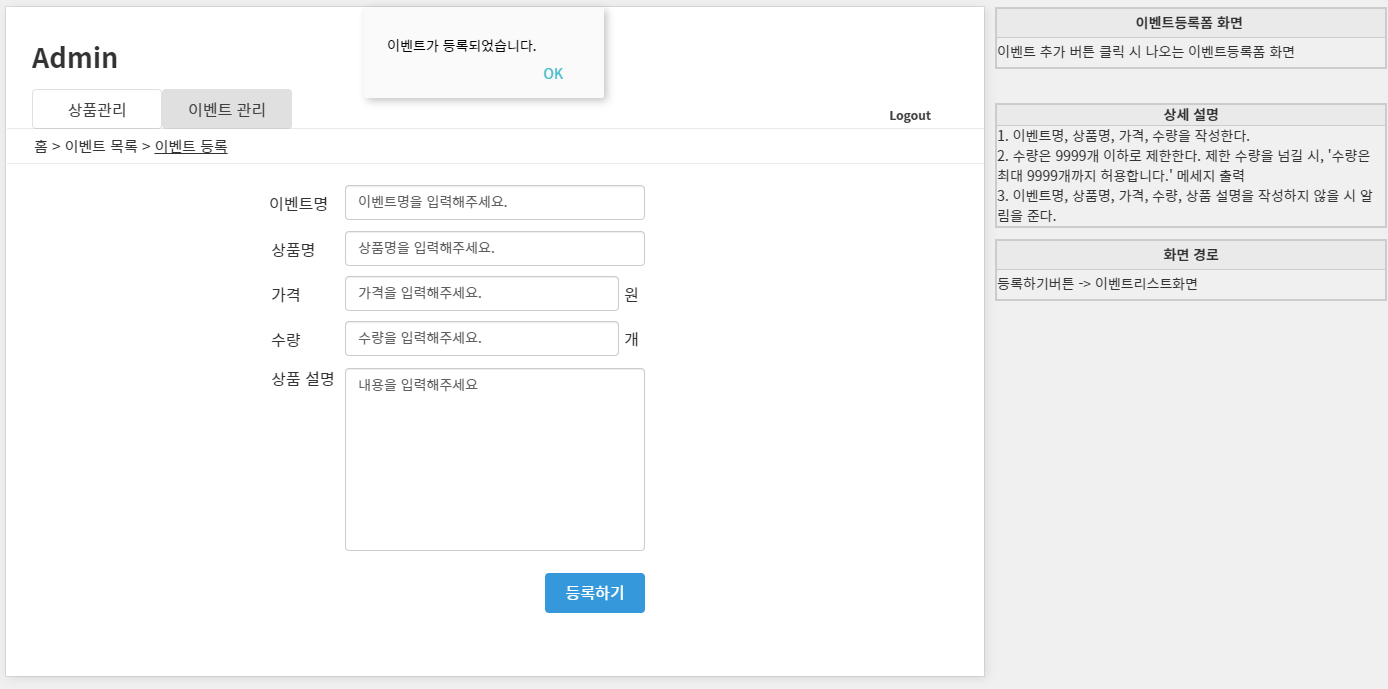 이벤트가 등록되었습니다.
OK
Admin
상품관리
이벤트 관리
Logout
홈 > 이벤트 목록 > 이벤트 등록
이벤트명
이벤트명을 입력해주세요.
상품명
상품명을 입력해주세요.
가격
가격을 입력해주세요.
원
수량
수량을 입력해주세요.
개
상품 설명
내용을 입력해주세요
등록하기
이벤트등록폼 화면
이벤트 추가 버튼 클릭 시 나오는 이벤트등록폼 화면
상세 설명
1. 이벤트명, 상품명, 가격, 수량을 작성한다.
2. 수량은 9999개 이하로 제한한다. 제한 수량을 넘길 시, '수량은
최대 9999개까지 허용합니다.' 메세지 출력
3. 이벤트명, 상품명, 가격, 수량, 상품 설명을 작성하지 않을 시 알
림을 준다.
화면 경로
등록하기버튼 -> 이벤트리스트화면